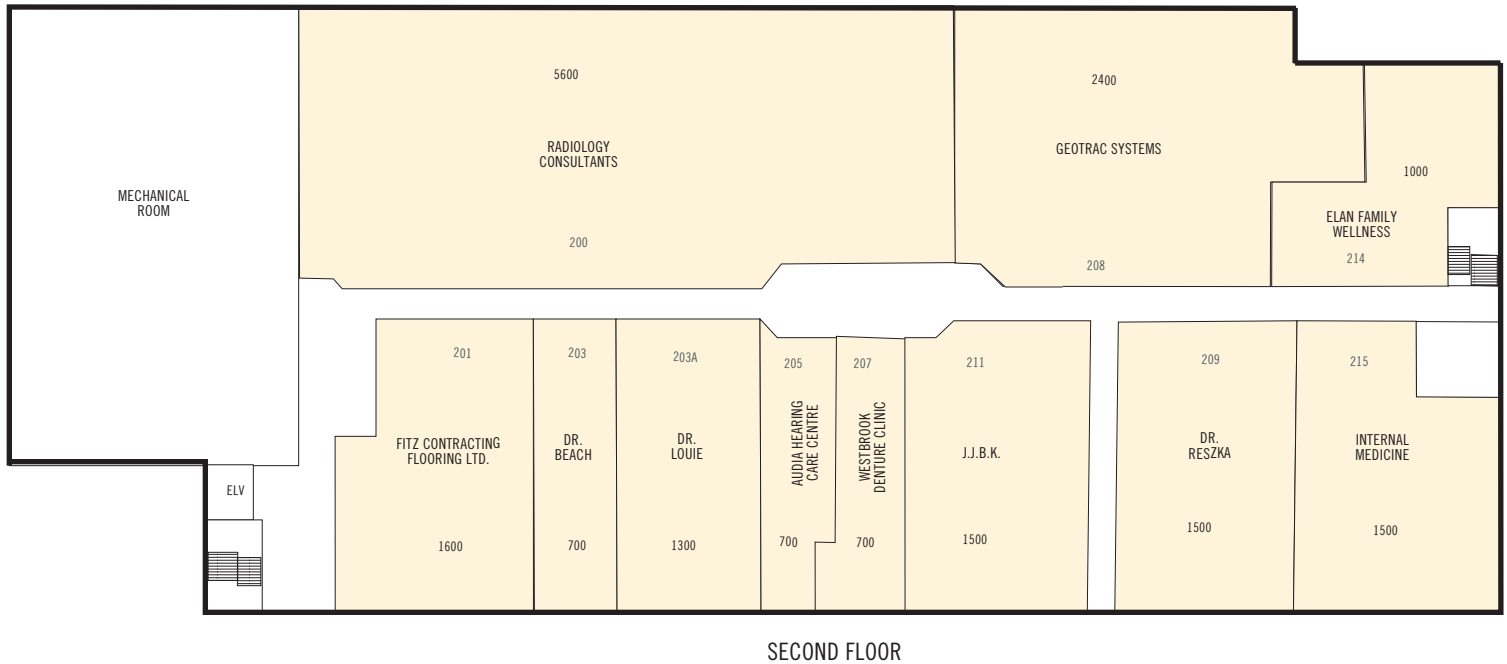 5600
RADIOLOGY
CONSULTANTS
200
2400
GEOTRAC SYSTEMS
208
1000
ELAN FAMILY
WELLNESS
214
MECHANICAL
ROOM
ELV
201
FITZ CONTRACTING
FLOORING LTD.
1600
203
DR.
BEACH
700
203A
DR.
LOUIE
1300
205
AUDIA HEARING
CARE CENTRE
700
207
WESTBROOK
DENTURE CLINIC
700
211
J.J.B.K.
1500
209
DR.
RESZKA
1500
215
INTERNAL
MEDICINE
1500
SECOND FLOOR